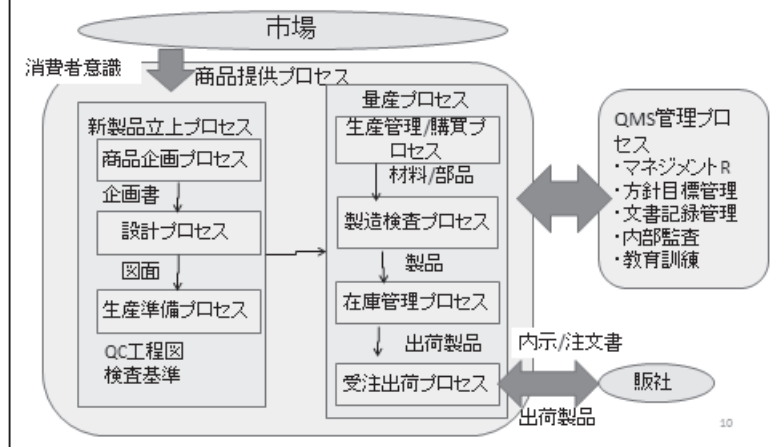 市場
消費者意識
商品提供プロセス
新製品立上プロセス
商品企画プロセス
企画書
設計プロセス
図面
生産準備プロセス
QC工程図
検査基準
量産プロセス
生産管理/購買プ
ロセス
材料/部品
製造検査プロセス
製品
在庫管理プロセス
出荷製品
受注出荷プロセス
QMS管理プロ
セス
・マネジメントR
・方針目標管理
・文書記録管理
・内部監査
・教育訓練
内示/注文書
販社
出荷製品
10